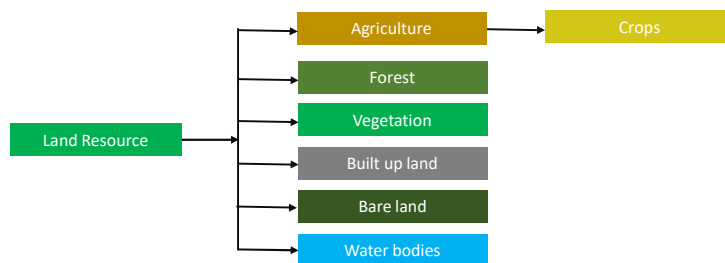 Agriculture
Crops
Forest
Vegetation
Land Resource
Built up land
Bare land
Water bodies